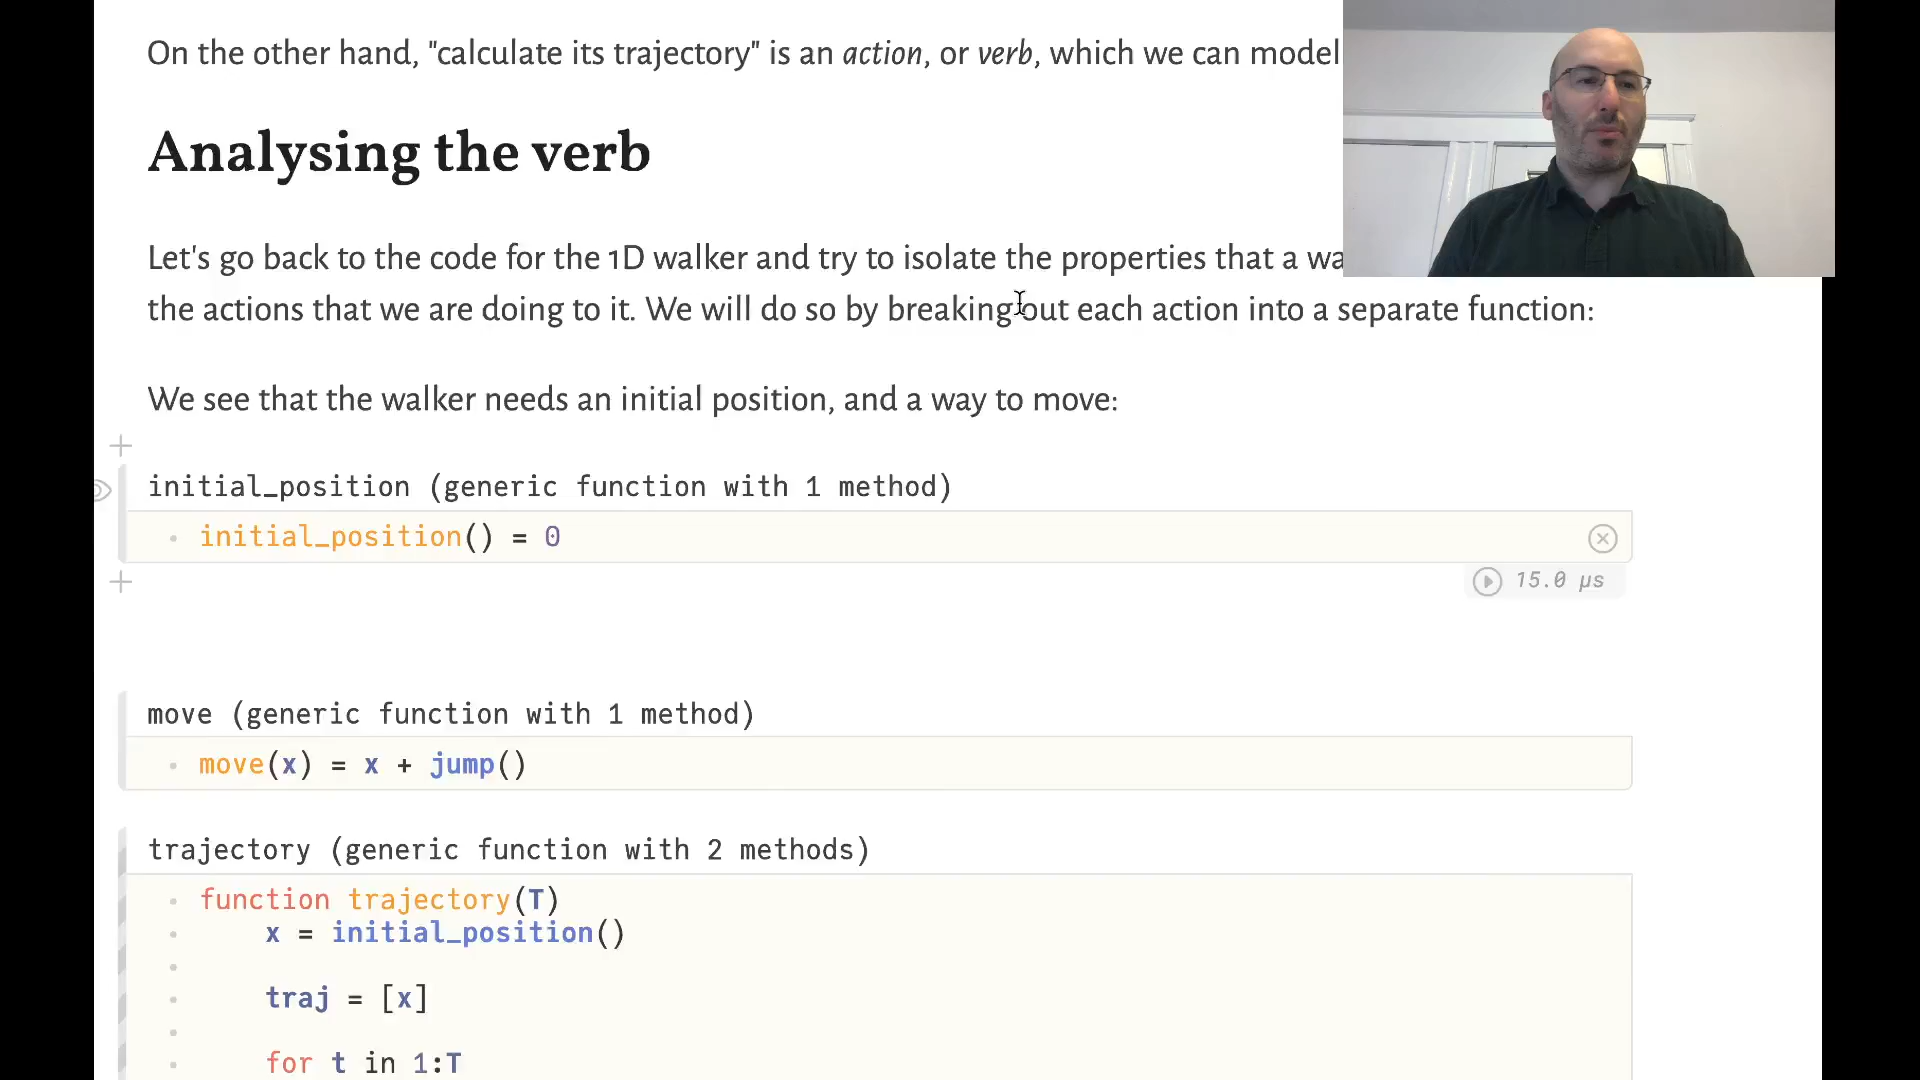 On the other hand, "calculate its trajectory" is an action, or verb, which we can model
Analysing the verb
Let's go back to the code for the 1D walker and try to isolate the properties that a wa
the actions that we are doing to it. We will do so by breaking out each action into a separate function:
We see that the walker needs an initial position, and a way to move:
initial_position (generic function with 1 method)
initial_position() = 0
15.0 μs
move (generic function with 1 method)
move(x) = x + jump()
trajectory (generic function with 2 methods)
function trajectory(T)
x = initial_position()
traj = [x]
for t in 1:T